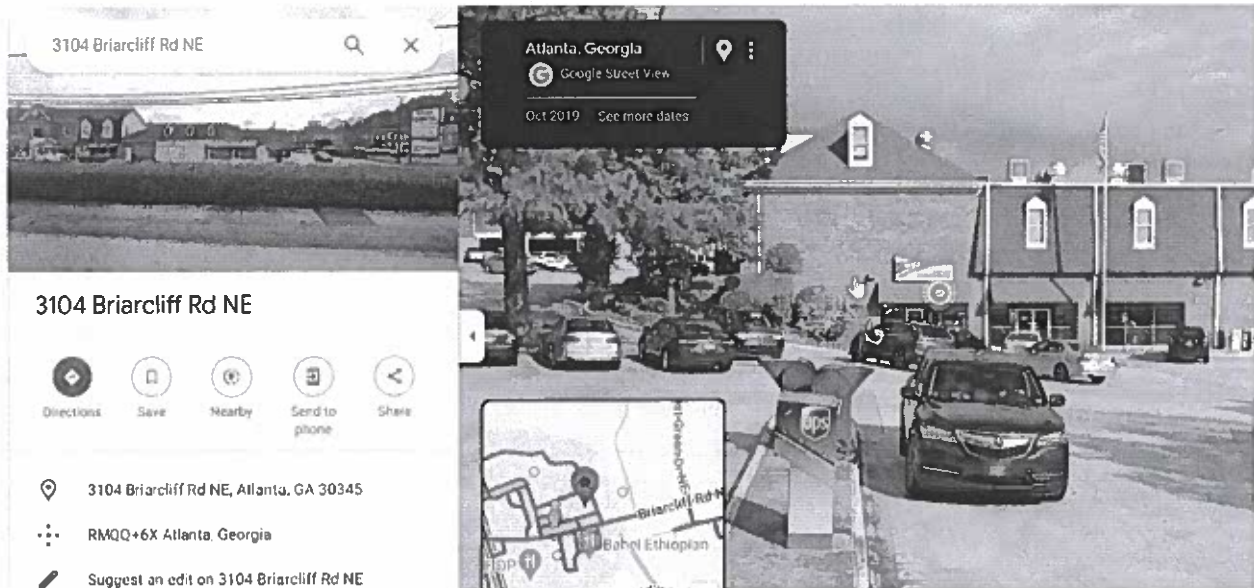 3104 Briarcliff Rd NE
Atlanta, Georgia
Google Street View
Oct 2019 See more dates
3104 Briarcliff Rd NE
Directions
Save
Nearby
Send to
phone
Share
3104 Briarcliff Rd NE, Atlanta, GA 30345
RMQQ+6X Atlanta, Georgia
Suggest an edit on 3104 Briarcliff Rd NE
ups
Briarcliff Rd N
Babel Ethiopian